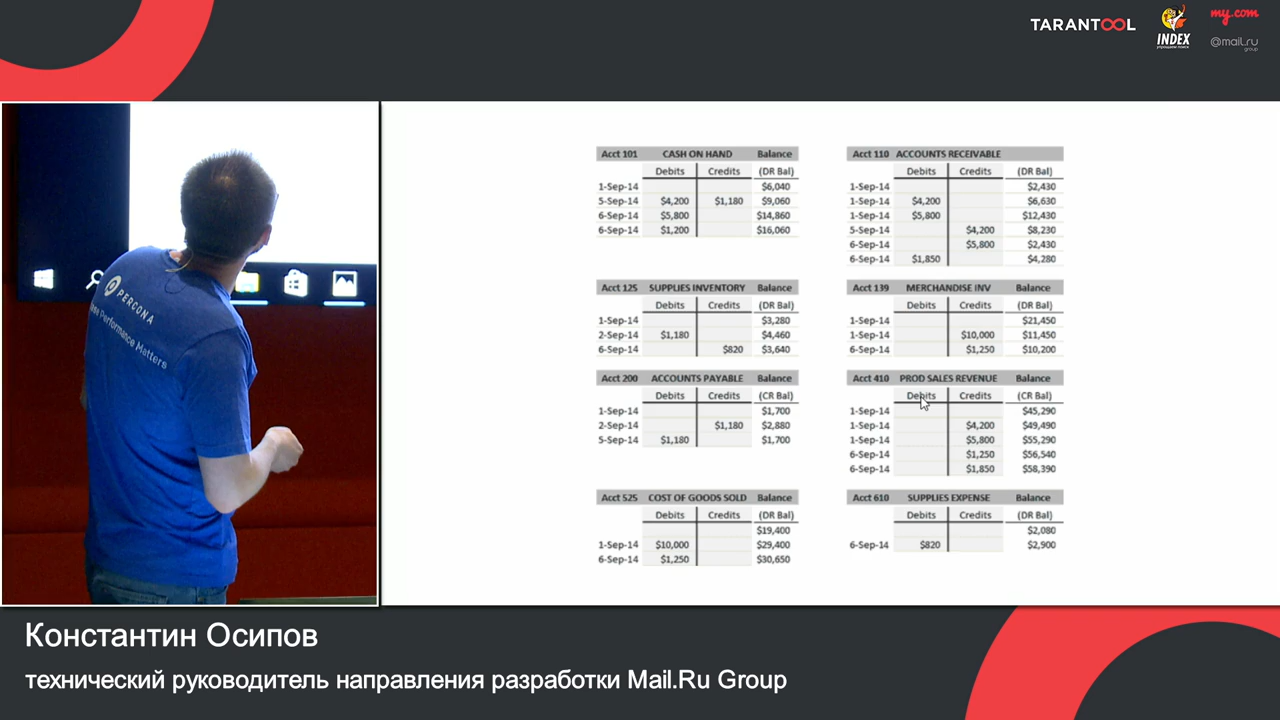 TARANTOOL
INDEX
упрощаем поиск
my.com
@mail.ru
group
PERCONA
Performance Matters
Acct 101 CASH ON HAND Balance
Debits Credits (DR Bal)
1-Sep-14 $6,040
5-Sep-14 $4,200 $1,180 $9,060
6-Sep-14 $5,800 $14,860
6-Sep-14 $1,200 $16,060
Acct 110 ACCOUNTS RECEIVABLE
Debits Credits (DR Bal)
1-Sep-14 $2,430
1-Sep-14 $4,200 $6,630
1-Sep-14 $5,800 $12,430
5-Sep-14 $4,200 $8,230
6-Sep-14 $5,800 $2,430
6-Sep-14 $1,850 $4,280
Acct 125 SUPPLIES INVENTORY Balance
Debits Credits (DR Bal)
1-Sep-14 $3,280
2-Sep-14 $1,180 $4,460
6-Sep-14 $820 $3,640
Acct 139 MERCHANDISE INV Balance
Debits Credits (DR Bal)
1-Sep-14 $21,450
1-Sep-14 $10,000 $11,450
6-Sep-14 $1,250 $10,200
Acct 200 ACCOUNTS PAYABLE Balance
Debits Credits (CR Bal)
1-Sep-14 $1,700
2-Sep-14 $1,180 $2,880
5-Sep-14 $1,180 $1,700
Acct 410 PROD SALES REVENUE Balance
Debits Credits (CR Bal)
1-Sep-14 $45,290
1-Sep-14 $4,200 $49,490
1-Sep-14 $5,800 $55,290
6-Sep-14 $1,250 $56,540
6-Sep-14 $1,850 $58,390
Acct 525 COST OF GOODS SOLD Balance
Debits Credits (DR Bal)
$19,400
1-Sep-14 $10,000 $29,400
6-Sep-14 $1,250 $30,650
Acct 610 SUPPLIES EXPENSE Balance
Debits Credits (DR Bal)
$2,080
6-Sep-14 $820 $2,900
Константин Осипов
технический руководитель направления разработки Mail.Ru Group